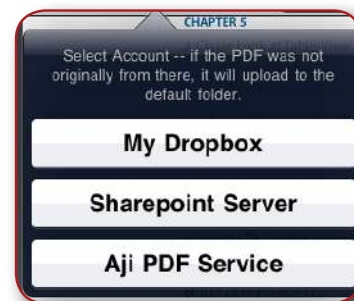 CHAPTER 5
Select Account -- if the PDF was not
originally from there, it will upload to the
default folder.
My Dropbox
Sharepoint Server
Aji PDF Service